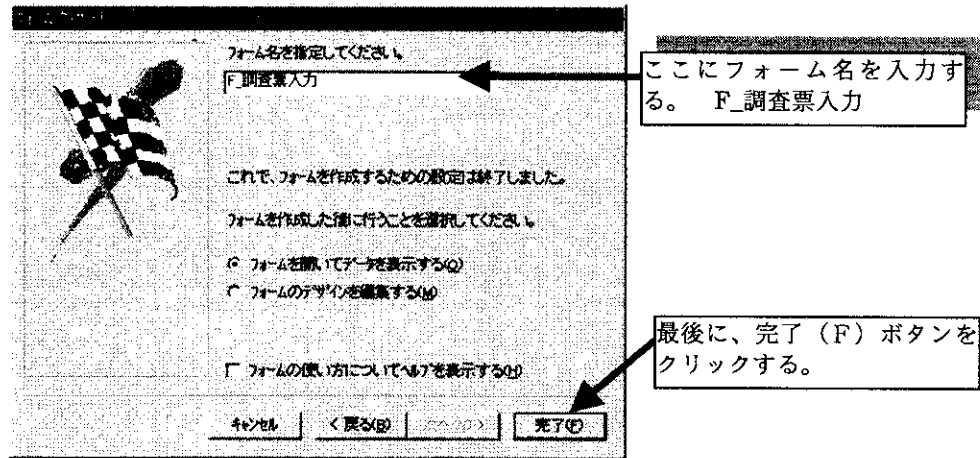 フォーム名を指定してください。
F_調査票入力
ここにフォーム名を入力す
る。 F_調査票入力
これで、フォームを作成するための設定は終了しました。
フォームを作成した後に行うことを選択してください。
フォームを開いてデータを表示する(O)
フォームのデザインを編集する(M)
最後に、完了(F)ボタンを
クリックする。
フォームの使い方についてヘルプを表示する(H)
キャンセル
< 戻る(B)
完了(F)